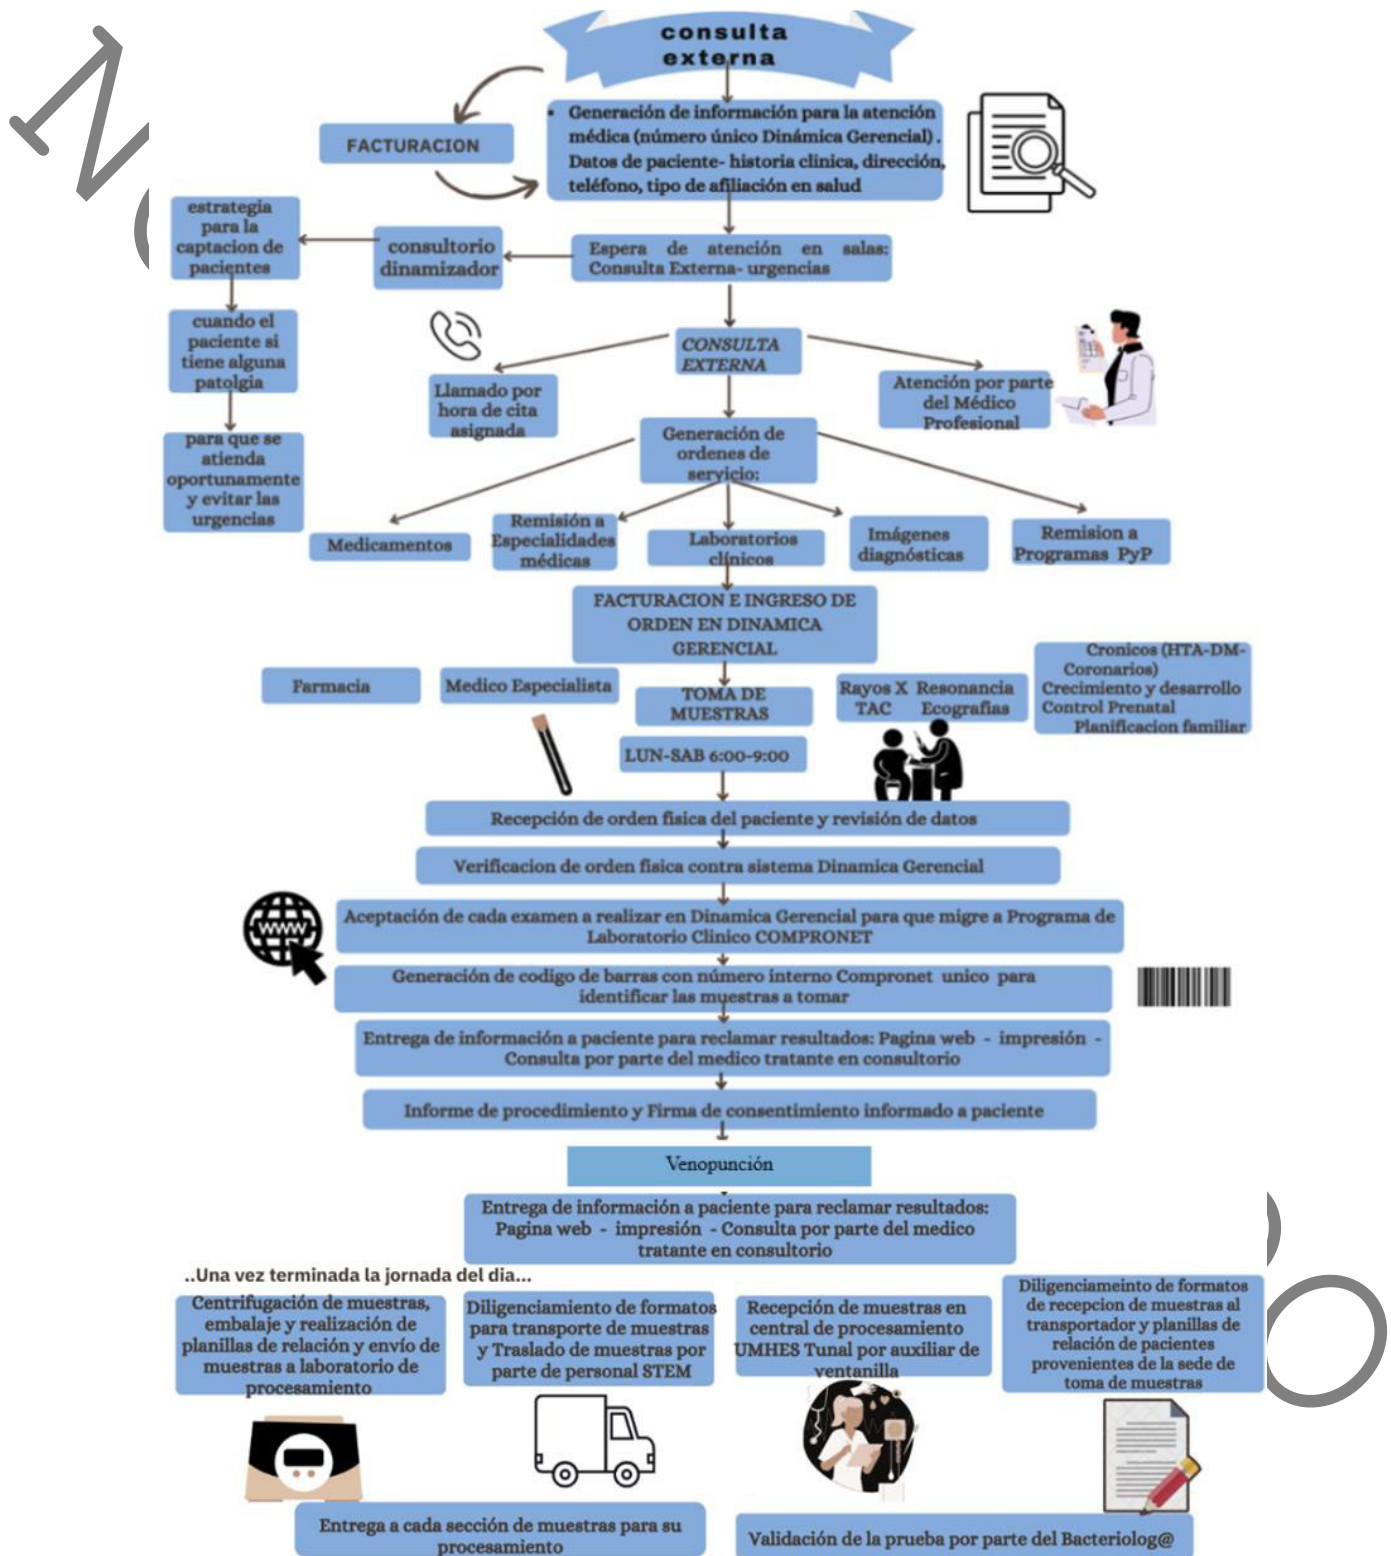 consulta
externa
• Generación de información para la atención
médica (número único Dinámica Gerencial) .
Datos de paciente- historia clinica, dirección,
teléfono, tipo de afiliación en salud
FACTURACION
estrategia
para la
captacion de
pacientes
consultorio
dinamizador
Espera de atención en salas:
Consulta Externa- urgencias
cuando el
paciente si
tiene alguna
patolgia
CONSULTA
EXTERNA
Llamado por
hora de cita
asignada
Atención por parte
del Médico
Profesional
para que se
atienda
oportunamente
y evitar las
urgencias
Generación de
ordenes de
servicio:
Medicamentos
Remisión a
Especialidades
médicas
Laboratorios
clínicos
Imágenes
diagnósticas
Remision a
Programas PyP
FACTURACION E INGRESO DE
ORDEN EN DINAMICA
GERENCIAL
Farmacia
Medico Especialista
TOMA DE
MUESTRAS
Rayos X Resonancia
TAC Ecografias
Cronicos (HTA-DM-
Coronarios)
Crecimiento y desarrollo
Control Prenatal
Planificacion familiar
LUN-SAB 6:00-9:00
Recepción de orden fisica del paciente y revisión de datos
Verificacion de orden fisica contra sistema Dinamica Gerencial
WWW
Aceptación de cada examen a realizar en Dinamica Gerencial para que migre a Programa de
Laboratorio Clinico COMPRONET
Generación de codigo de barras con número interno Compronet unico para
identificar las muestras a tomar
Entrega de información a paciente para reclamar resultados: Pagina web - impresión -
Consulta por parte del medico tratante en consultorio
Informe de procedimiento y Firma de consentimiento informado a paciente
Venopunción
Entrega de información a paciente para reclamar resultados:
Pagina web - impresión - Consulta por parte del medico
tratante en consultorio
..Una vez terminada la jornada del dia...
Centrifugación de muestras,
embalaje y realización de
planillas de relación y envío de
muestras a laboratorio de
procesamiento
Diligenciamiento de formatos
para transporte de muestras
y Traslado de muestras por
parte de personal STEM
Recepción de muestras en
central de procesamiento
UMHES Tunal por auxiliar de
ventanilla
Diligenciameinto de formatos
de recepcion de muestras al
transportador y planillas de
relación de pacientes
provenientes de la sede de
toma de muestras
Entrega a cada sección de muestras para su
procesamiento
Validación de la prueba por parte del Bacteriolog@